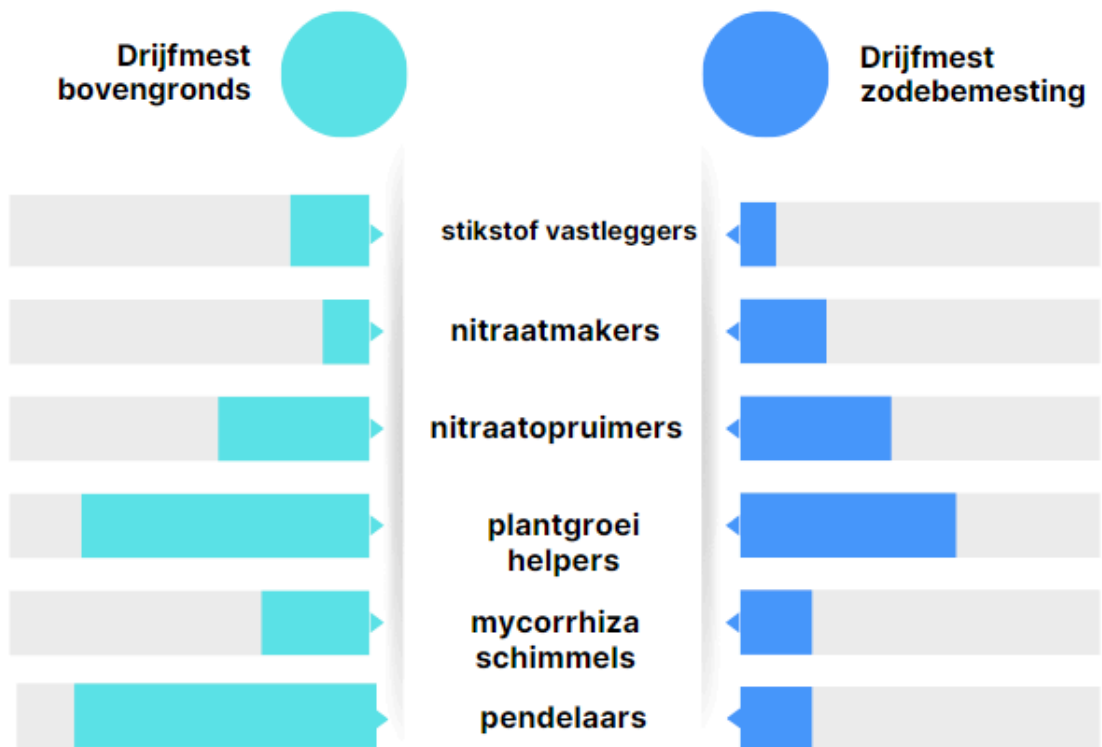 Drijfmest
bovengronds
Drijfmest
zodebemesting
stikstof vastleggers
nitraatmakers
nitraatopruimers
plantgroei
helpers
mycorrhiza
schimmels
pendelaars